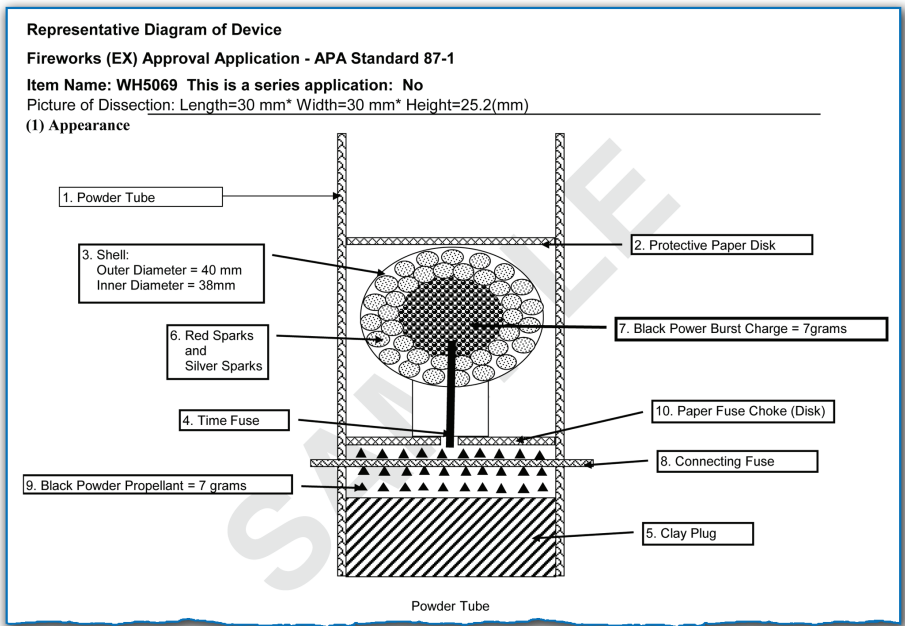 Representative Diagram of Device
Fireworks (EX) Approval Application - APA Standard 87-1
Item Name: WH5069 This is a series application: No
Picture of Dissection: Length=30 mm* Width=30 mm* Height=25.2(mm)
(1) Appearance
1. Powder Tube
2. Protective Paper Disk
3. Shell:
Outer Diameter = 40 mm
Inner Diameter = 38mm
7. Black Power Burst Charge = 7grams
6. Red Sparks
and
Silver Sparks
10. Paper Fuse Choke (Disk)
4. Time Fuse
8. Connecting Fuse
9. Black Powder Propellant = 7 grams
5. Clay Plug
Powder Tube
SAMPLE